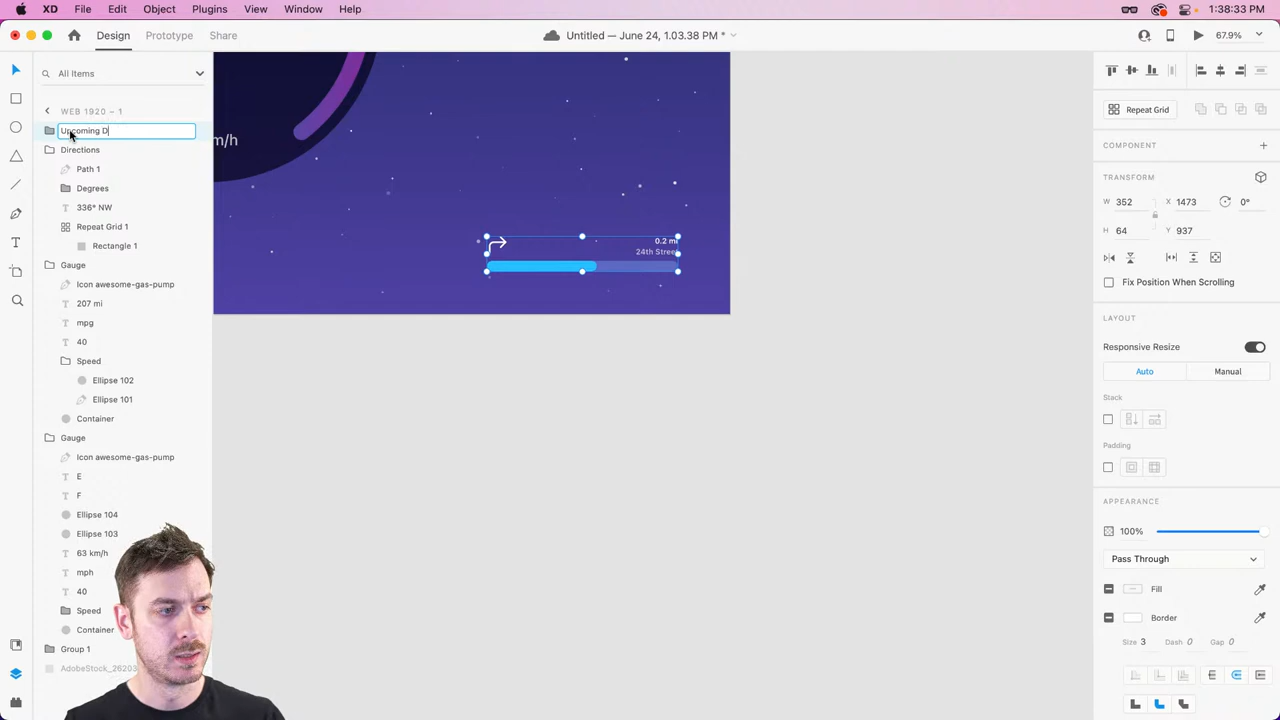 XD File Edit Object Plugins View Window Help 1:38:33 PM
Design Prototype Share Untitled — June 24, 1.03.38 PM * 67.9%
All Items
WEB 1920 – 1
Upcoming D
Directions
Path 1
Degrees
336° NW
Repeat Grid 1
Rectangle 1
Gauge
Icon awesome-gas-pump
207 mi
mpg
40
Speed
Ellipse 102
Ellipse 101
Container
Gauge
Icon awesome-gas-pump
E
F
Ellipse 104
Ellipse 103
63 km/h
mph
40
Speed
Container
Group 1
m/h
0.2 mi
24th Street
Repeat Grid
COMPONENT
TRANSFORM
W 352 X 1473 0°
H 64 Y 937
Fix Position When Scrolling
LAYOUT
Responsive Resize
Auto Manual
Stack
Padding
APPEARANCE
100%
Pass Through
Fill
Border
Size 3 Dash 0 Gap 0